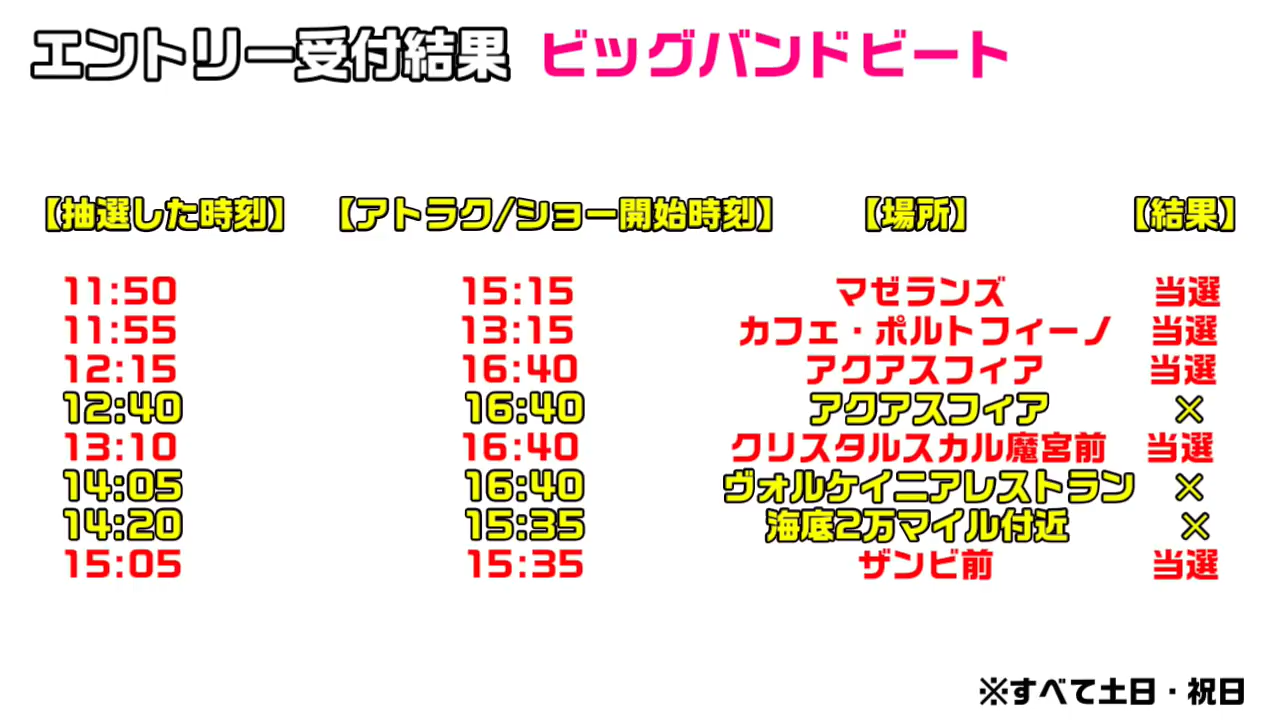 エントリー受付結果 ビッグバンドビート
【抽選した時刻】 【アトラク/ショー開始時刻】 【場所】 【結果】
11:50 15:15 マゼランズ 当選
11:55 13:15 カフェ・ポルトフィーノ 当選
12:15 16:40 アクアスフィア 当選
12:40 16:40 アクアスフィア ×
13:10 16:40 クリスタルスカル魔宮前 当選
14:05 16:40 ヴォルケイニアレストラン ×
14:20 15:35 海底2万マイル付近 ×
15:05 15:35 ザンビ前 当選
※すべて土日・祝日